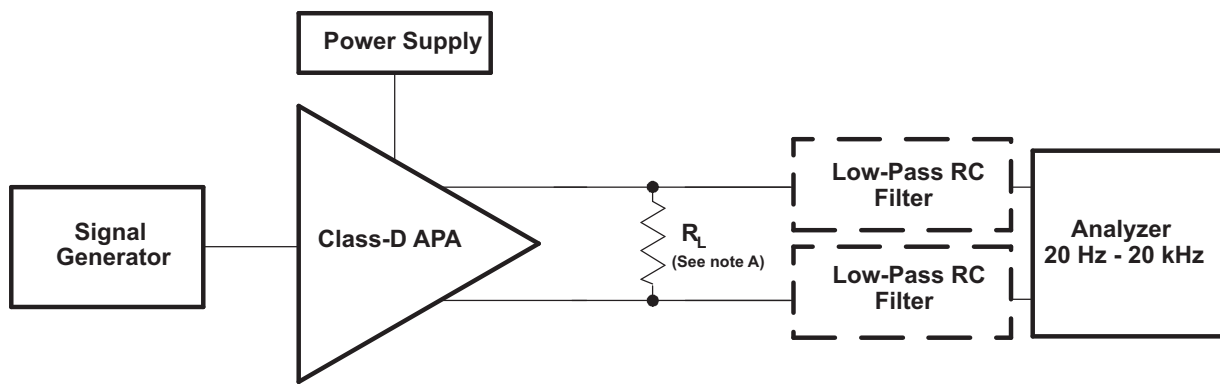 Power Supply
Signal
Generator
Class-D APA
R_L
(See note A)
Low-Pass RC
Filter
Low-Pass RC
Filter
Analyzer
20 Hz - 20 kHz